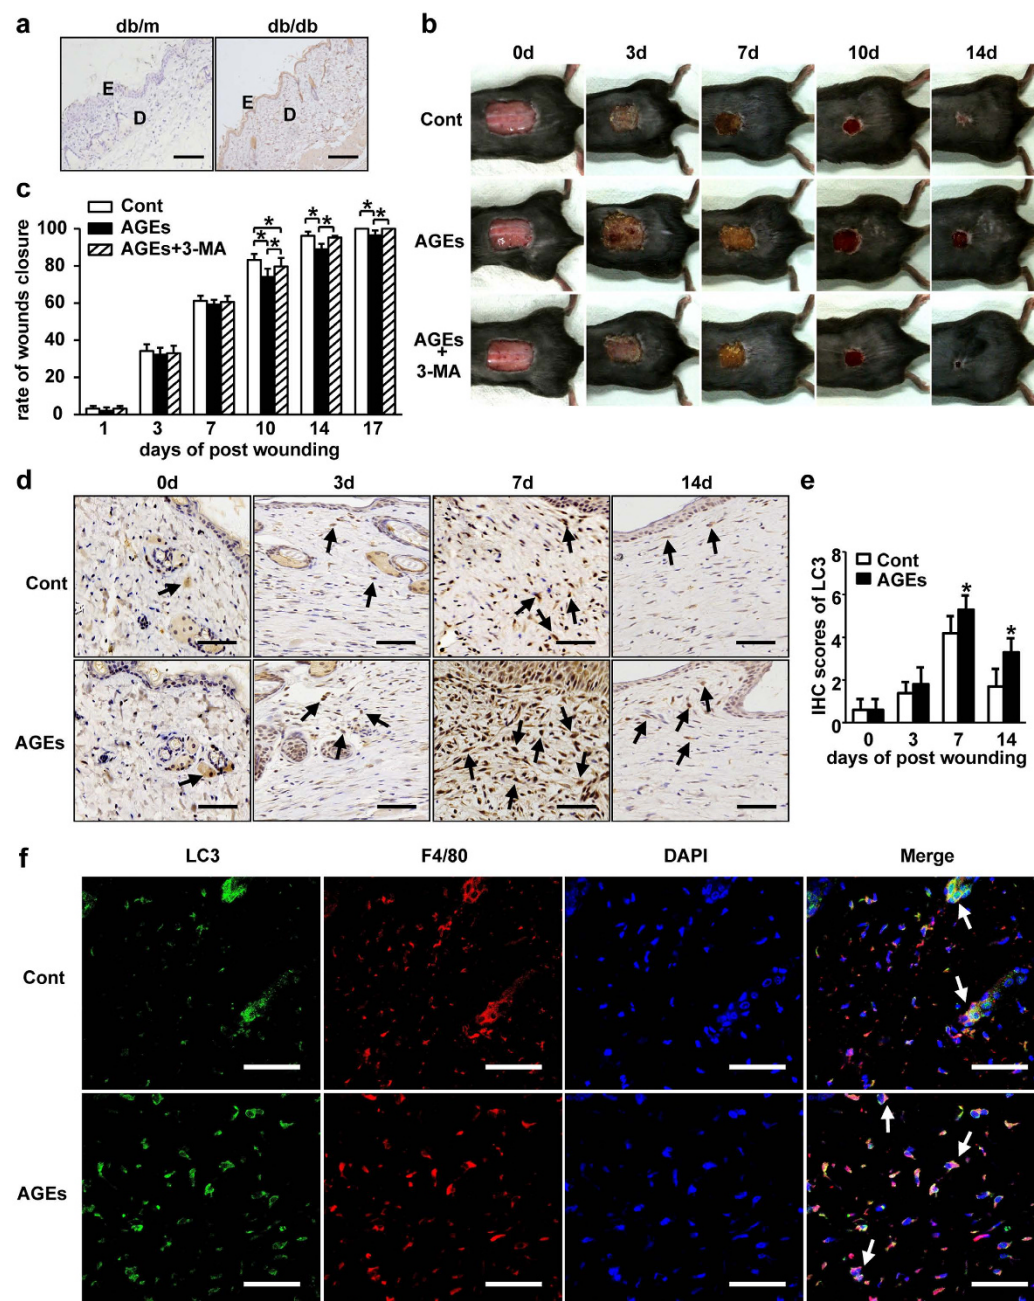 a
db/m db/db
E D
E D
b
0d 3d 7d 10d 14d
Cont
AGEs
AGEs
+
3-MA
c
Cont
AGEs
AGEs+3-MA
rate of wounds closure
100
80
60
40
20
0
* * *
* *
* *
*
1 3 7 10 14 17
days of post wounding
d
0d 3d 7d 14d
Cont
AGEs
e
Cont
AGEs
IHC scores of LC3
8
6
4
2
0
* *
0 3 7 14
days of post wounding
f
LC3 F4/80 DAPI Merge
Cont
AGEs